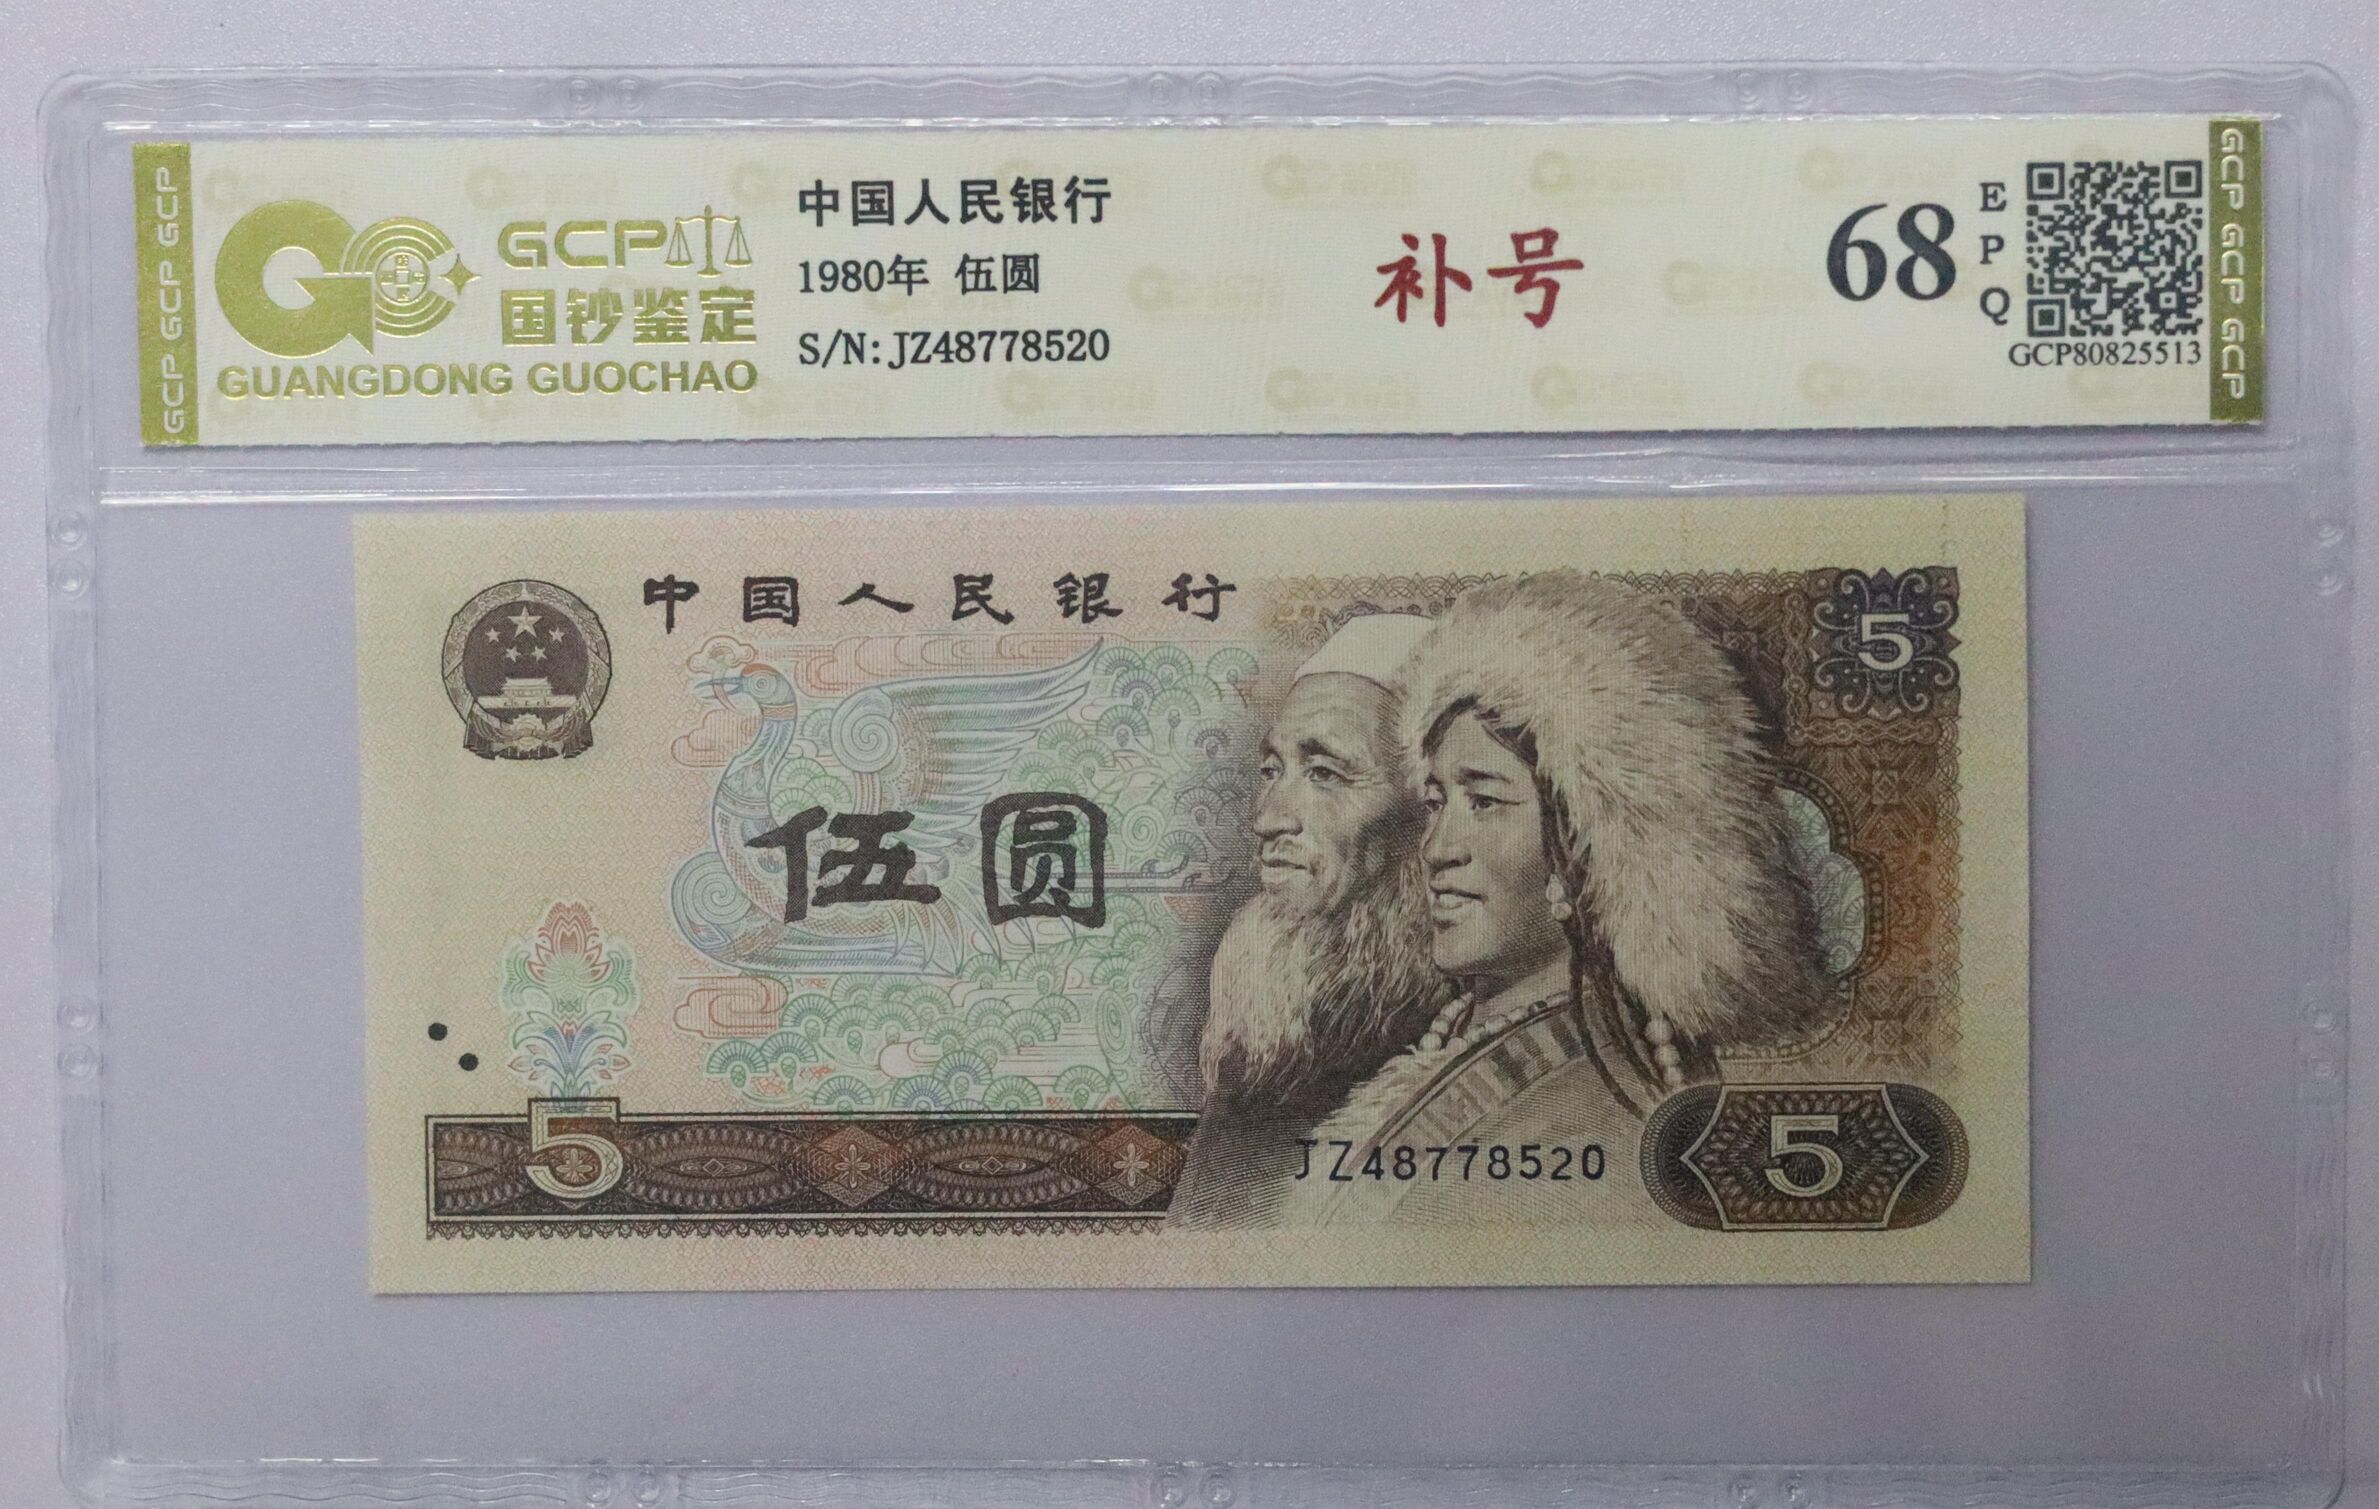 GCP GCP GCP
GCP
国钞鉴定
GUANGDONG GUOCHAO
中国人民银行
1980年 伍圆
S/N: JZ48778520
补号
68
E
P
Q
GCP80825513
GCP GCP GCP
中国人民银行
5
伍圆
5
JZ48778520
5